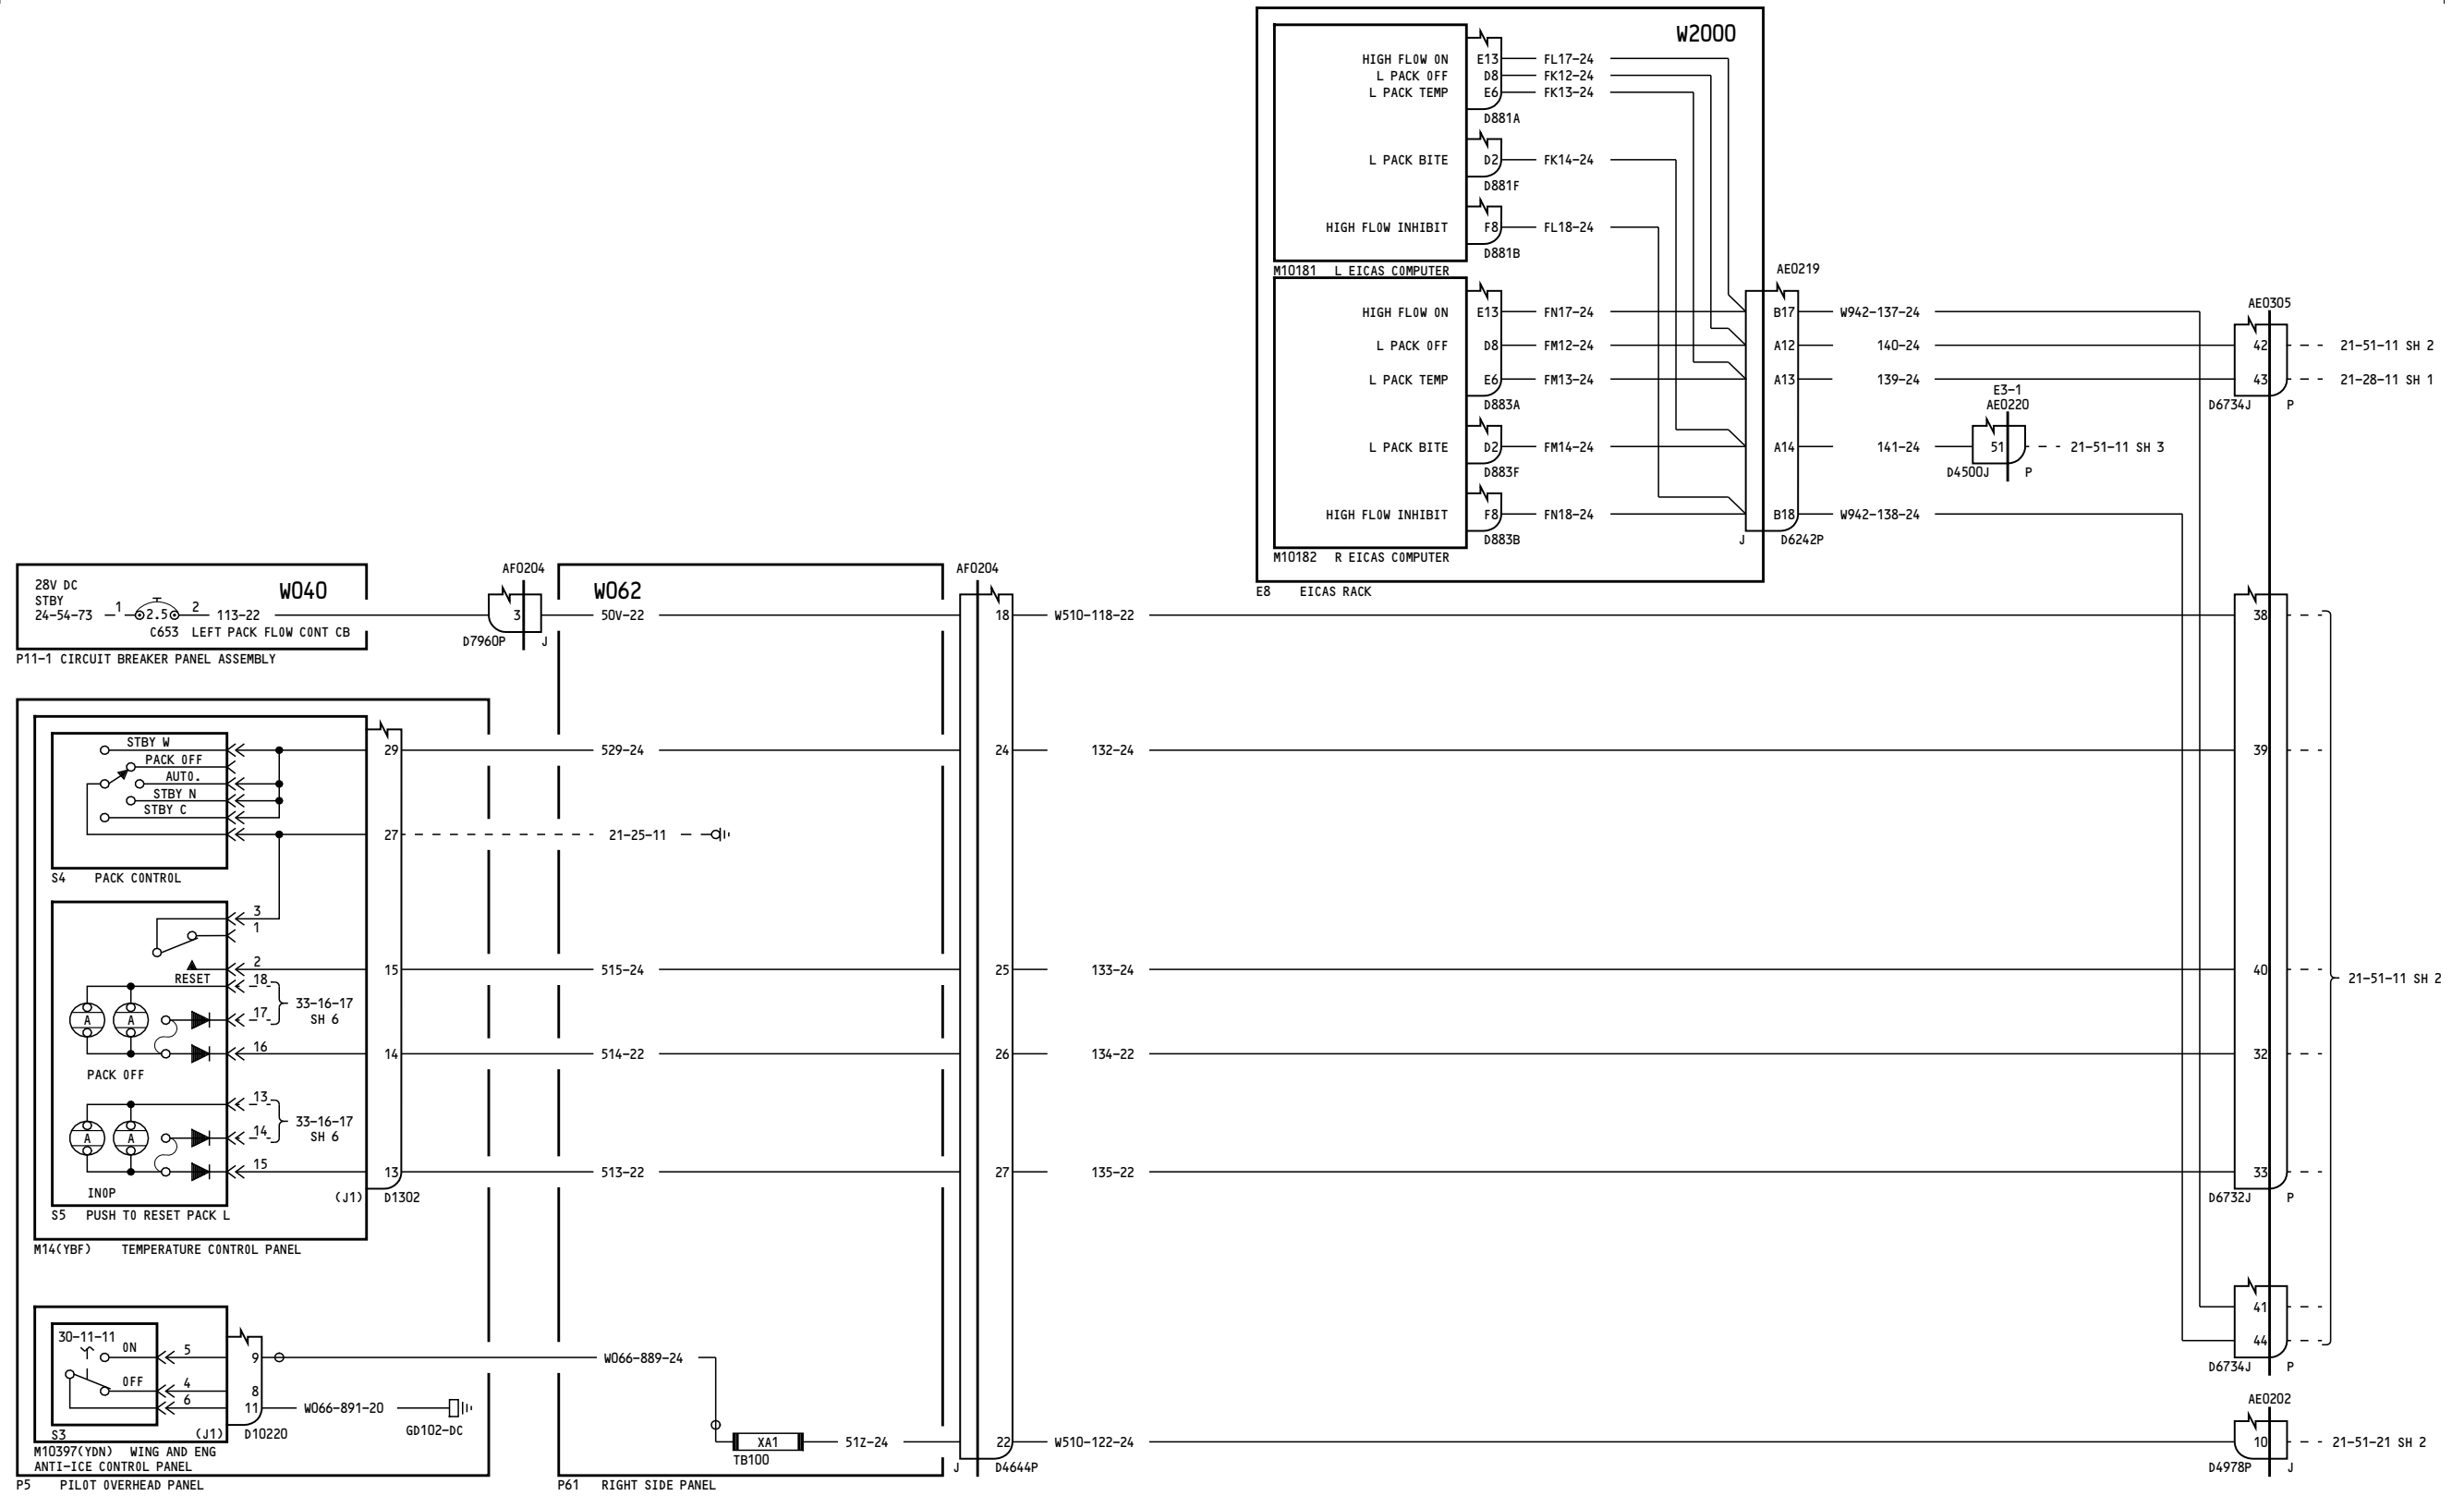 W2000
HIGH FLOW ON E13 FL17-24
L PACK OFF D8 FK12-24
L PACK TEMP E6 FK13-24
D881A
L PACK BITE D2 FK14-24
D881F
HIGH FLOW INHIBIT F8 FL18-24
D881B
M10181 L EICAS COMPUTER
AE0219
HIGH FLOW ON E13 FN17-24 B17 W942-137-24
AE0305
L PACK OFF D8 FM12-24 A12 140-24 42 21-51-11 SH 2
L PACK TEMP E6 FM13-24 A13 139-24 43 21-28-11 SH 1
D883A
E3-1
AE0220
D6734J P
L PACK BITE D2 FM14-24 A14 141-24 51 21-51-11 SH 3
D883F
D4500J P
HIGH FLOW INHIBIT F8 FN18-24 B18 W942-138-24
D883B
J D6242P
M10182 R EICAS COMPUTER
E8 EICAS RACK
28V DC
STBY
24-54-73 1 2.5 2 113-22
W040
C653 LEFT PACK FLOW CONT CB
P11-1 CIRCUIT BREAKER PANEL ASSEMBLY
AF0204
3
D7960P J
W062
50V-22
AF0204
18 W510-118-22 38
STBY W 29 529-24 24 132-24 39
PACK OFF
AUTO.
STBY N
STBY C
27 21-25-11
S4 PACK CONTROL
3
1
2 15 515-24 25 133-24 40 21-51-11 SH 2
RESET
18
A A 17
33-16-17
SH 6
16 14 514-22 26 134-22 32
PACK OFF
13
A A 14
33-16-17
SH 6
15 13 513-22 27 135-22 33
INOP
(J1) D1302
D6732J P
S5 PUSH TO RESET PACK L
M14(YBF) TEMPERATURE CONTROL PANEL
41
44
D6734J P
30-11-11
ON 5 9 W066-889-24
OFF 4 8
6 11 W066-891-20
GD102-DC
S3 (J1) D10220
M10397(YDN) WING AND ENG
ANTI-ICE CONTROL PANEL
P5 PILOT OVERHEAD PANEL
XA1 51Z-24 22 W510-122-24
TB100
J D4644P
P61 RIGHT SIDE PANEL
AE0202
10 21-51-21 SH 2
D4978P J